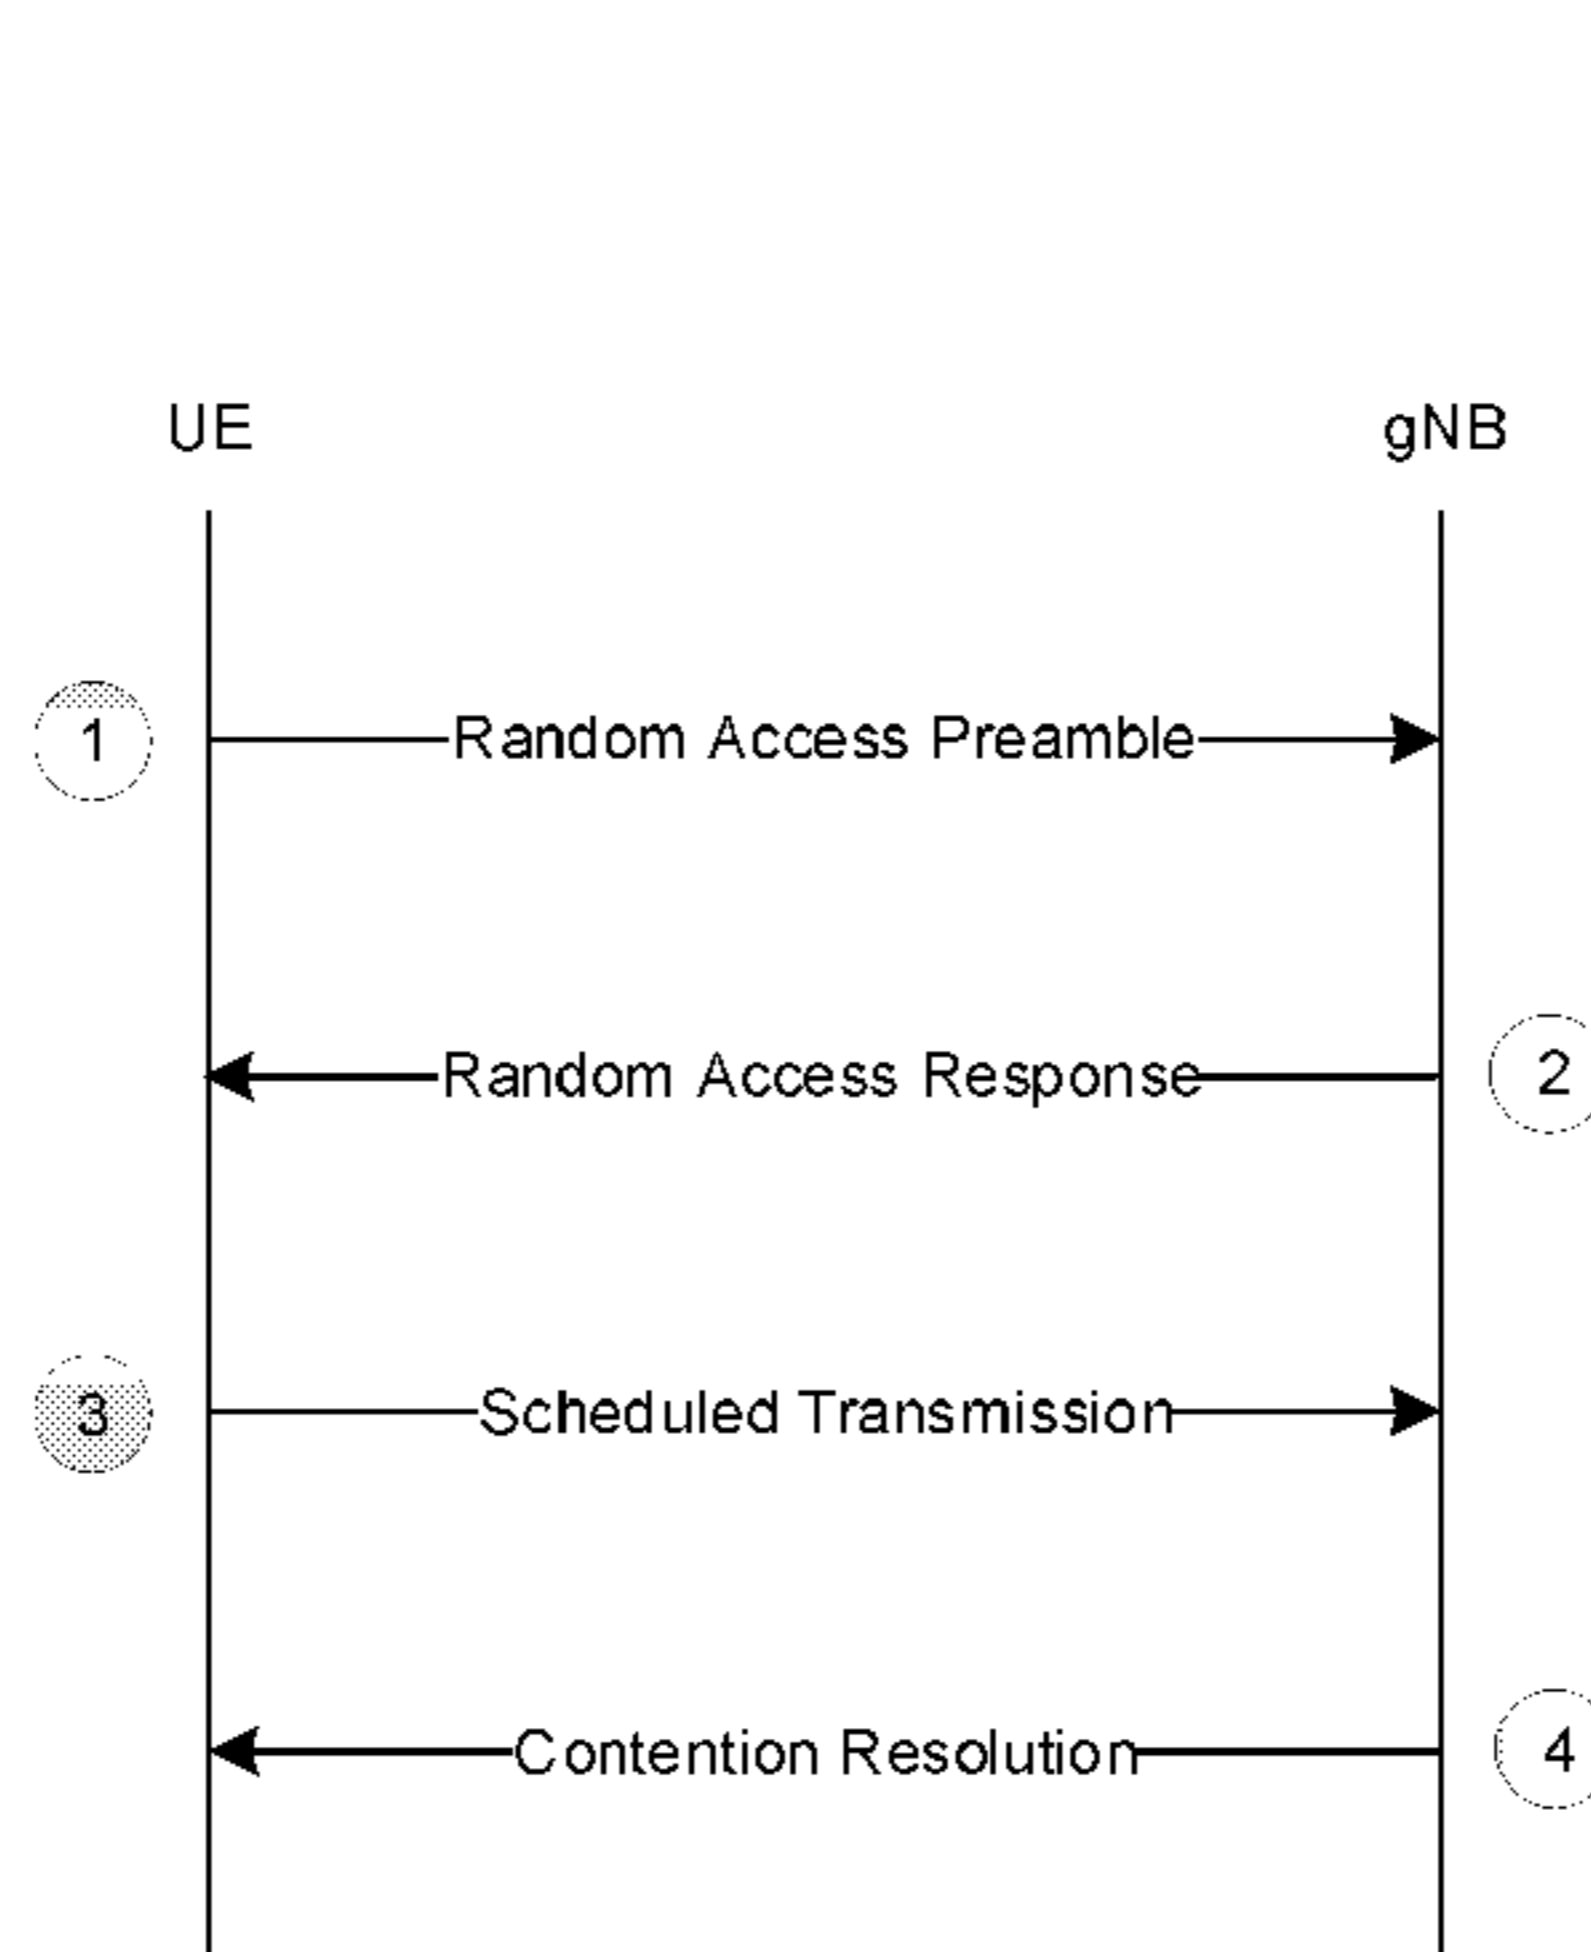 UE gNB
1 Random Access Preamble
Random Access Response 2
3 Scheduled Transmission
Contention Resolution 4